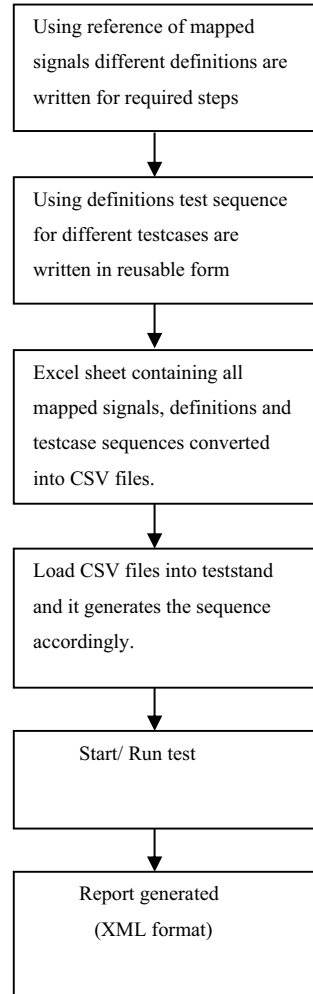 Using reference of mapped
signals different definitions are
written for required steps
Using definitions test sequence
for different testcases are
written in reusable form
Excel sheet containing all
mapped signals, definitions and
testcase sequences converted
into CSV files.
Load CSV files into teststand
and it generates the sequence
accordingly.
Start/ Run test
Report generated
(XML format)